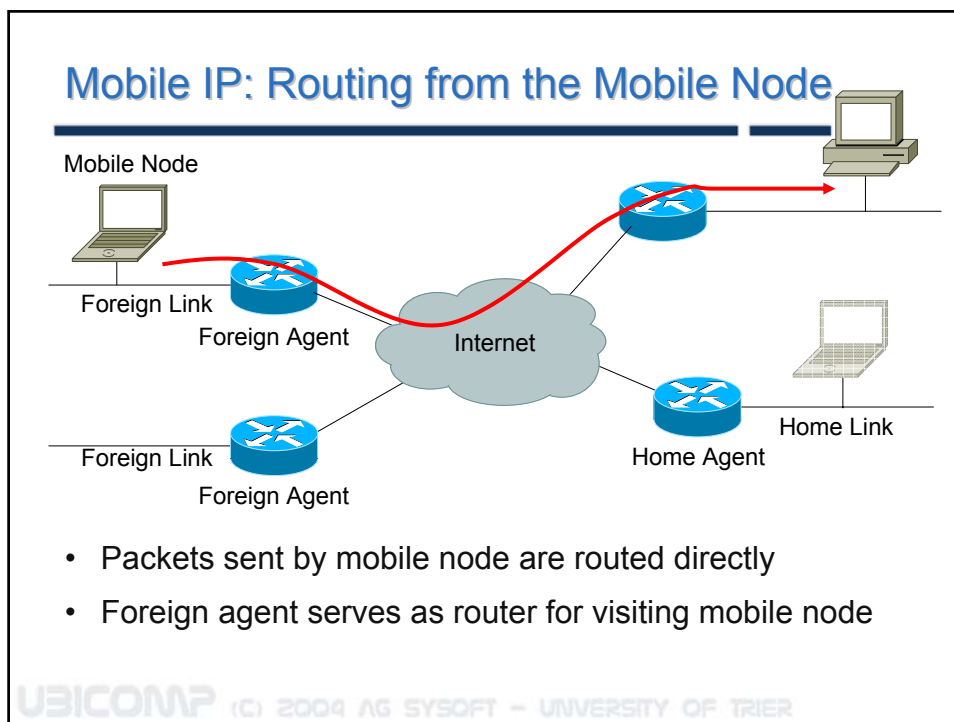 Mobile IP: Routing from the Mobile Node
Mobile Node
Foreign Link
Foreign Agent
Internet
Foreign Link
Foreign Agent
Home Agent
Home Link
• Packets sent by mobile node are routed directly
• Foreign agent serves as router for visiting mobile node
UBICOMP (C) 2004 AG SYSOFT – UNIVERSITY OF TRIER